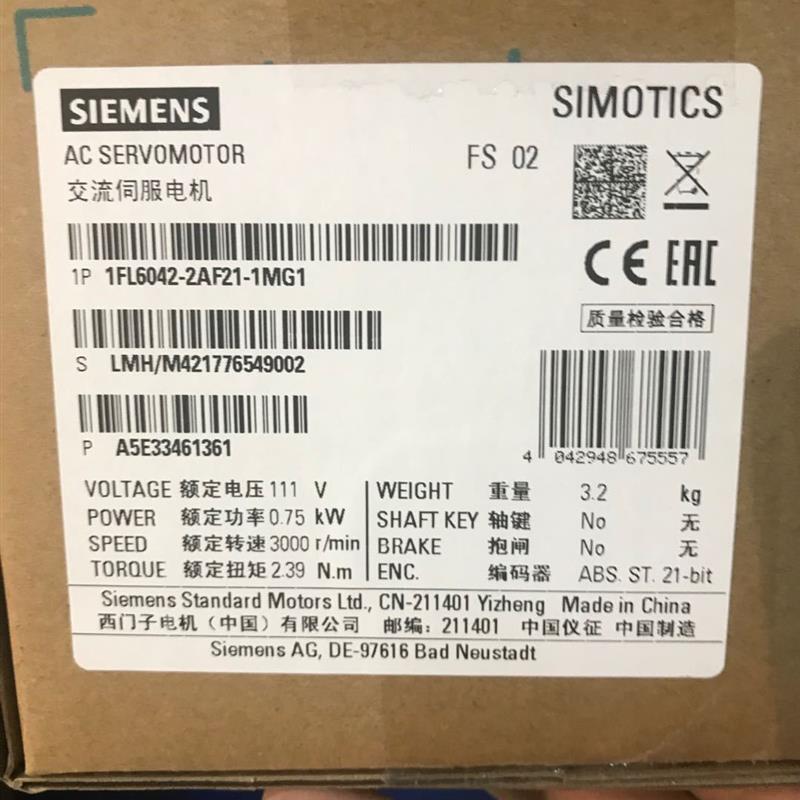 SIEMENS
SIMOTICS
AC SERVOMOTOR
FS 02
交流伺服电机
1P 1FL6042-2AF21-1MG1
CE EAC
质量检验合格
S LMH/M421776549002
P A5E33461361
4 042948 675557
VOLTAGE 额定电压 111 V
POWER 额定功率 0.75 kW
SPEED 额定转速 3000 r/min
TORQUE 额定扭矩 2.39 N.m
WEIGHT 重量 3.2 kg
SHAFT KEY 轴键 No 无
BRAKE 抱闸 No 无
ENC. 编码器 ABS. ST. 21-bit
Siemens Standard Motors Ltd., CN-211401 Yizheng Made in China
西门子电机（中国）有限公司 邮编：211401 中国仪征 中国制造
Siemens AG, DE-97616 Bad Neustadt